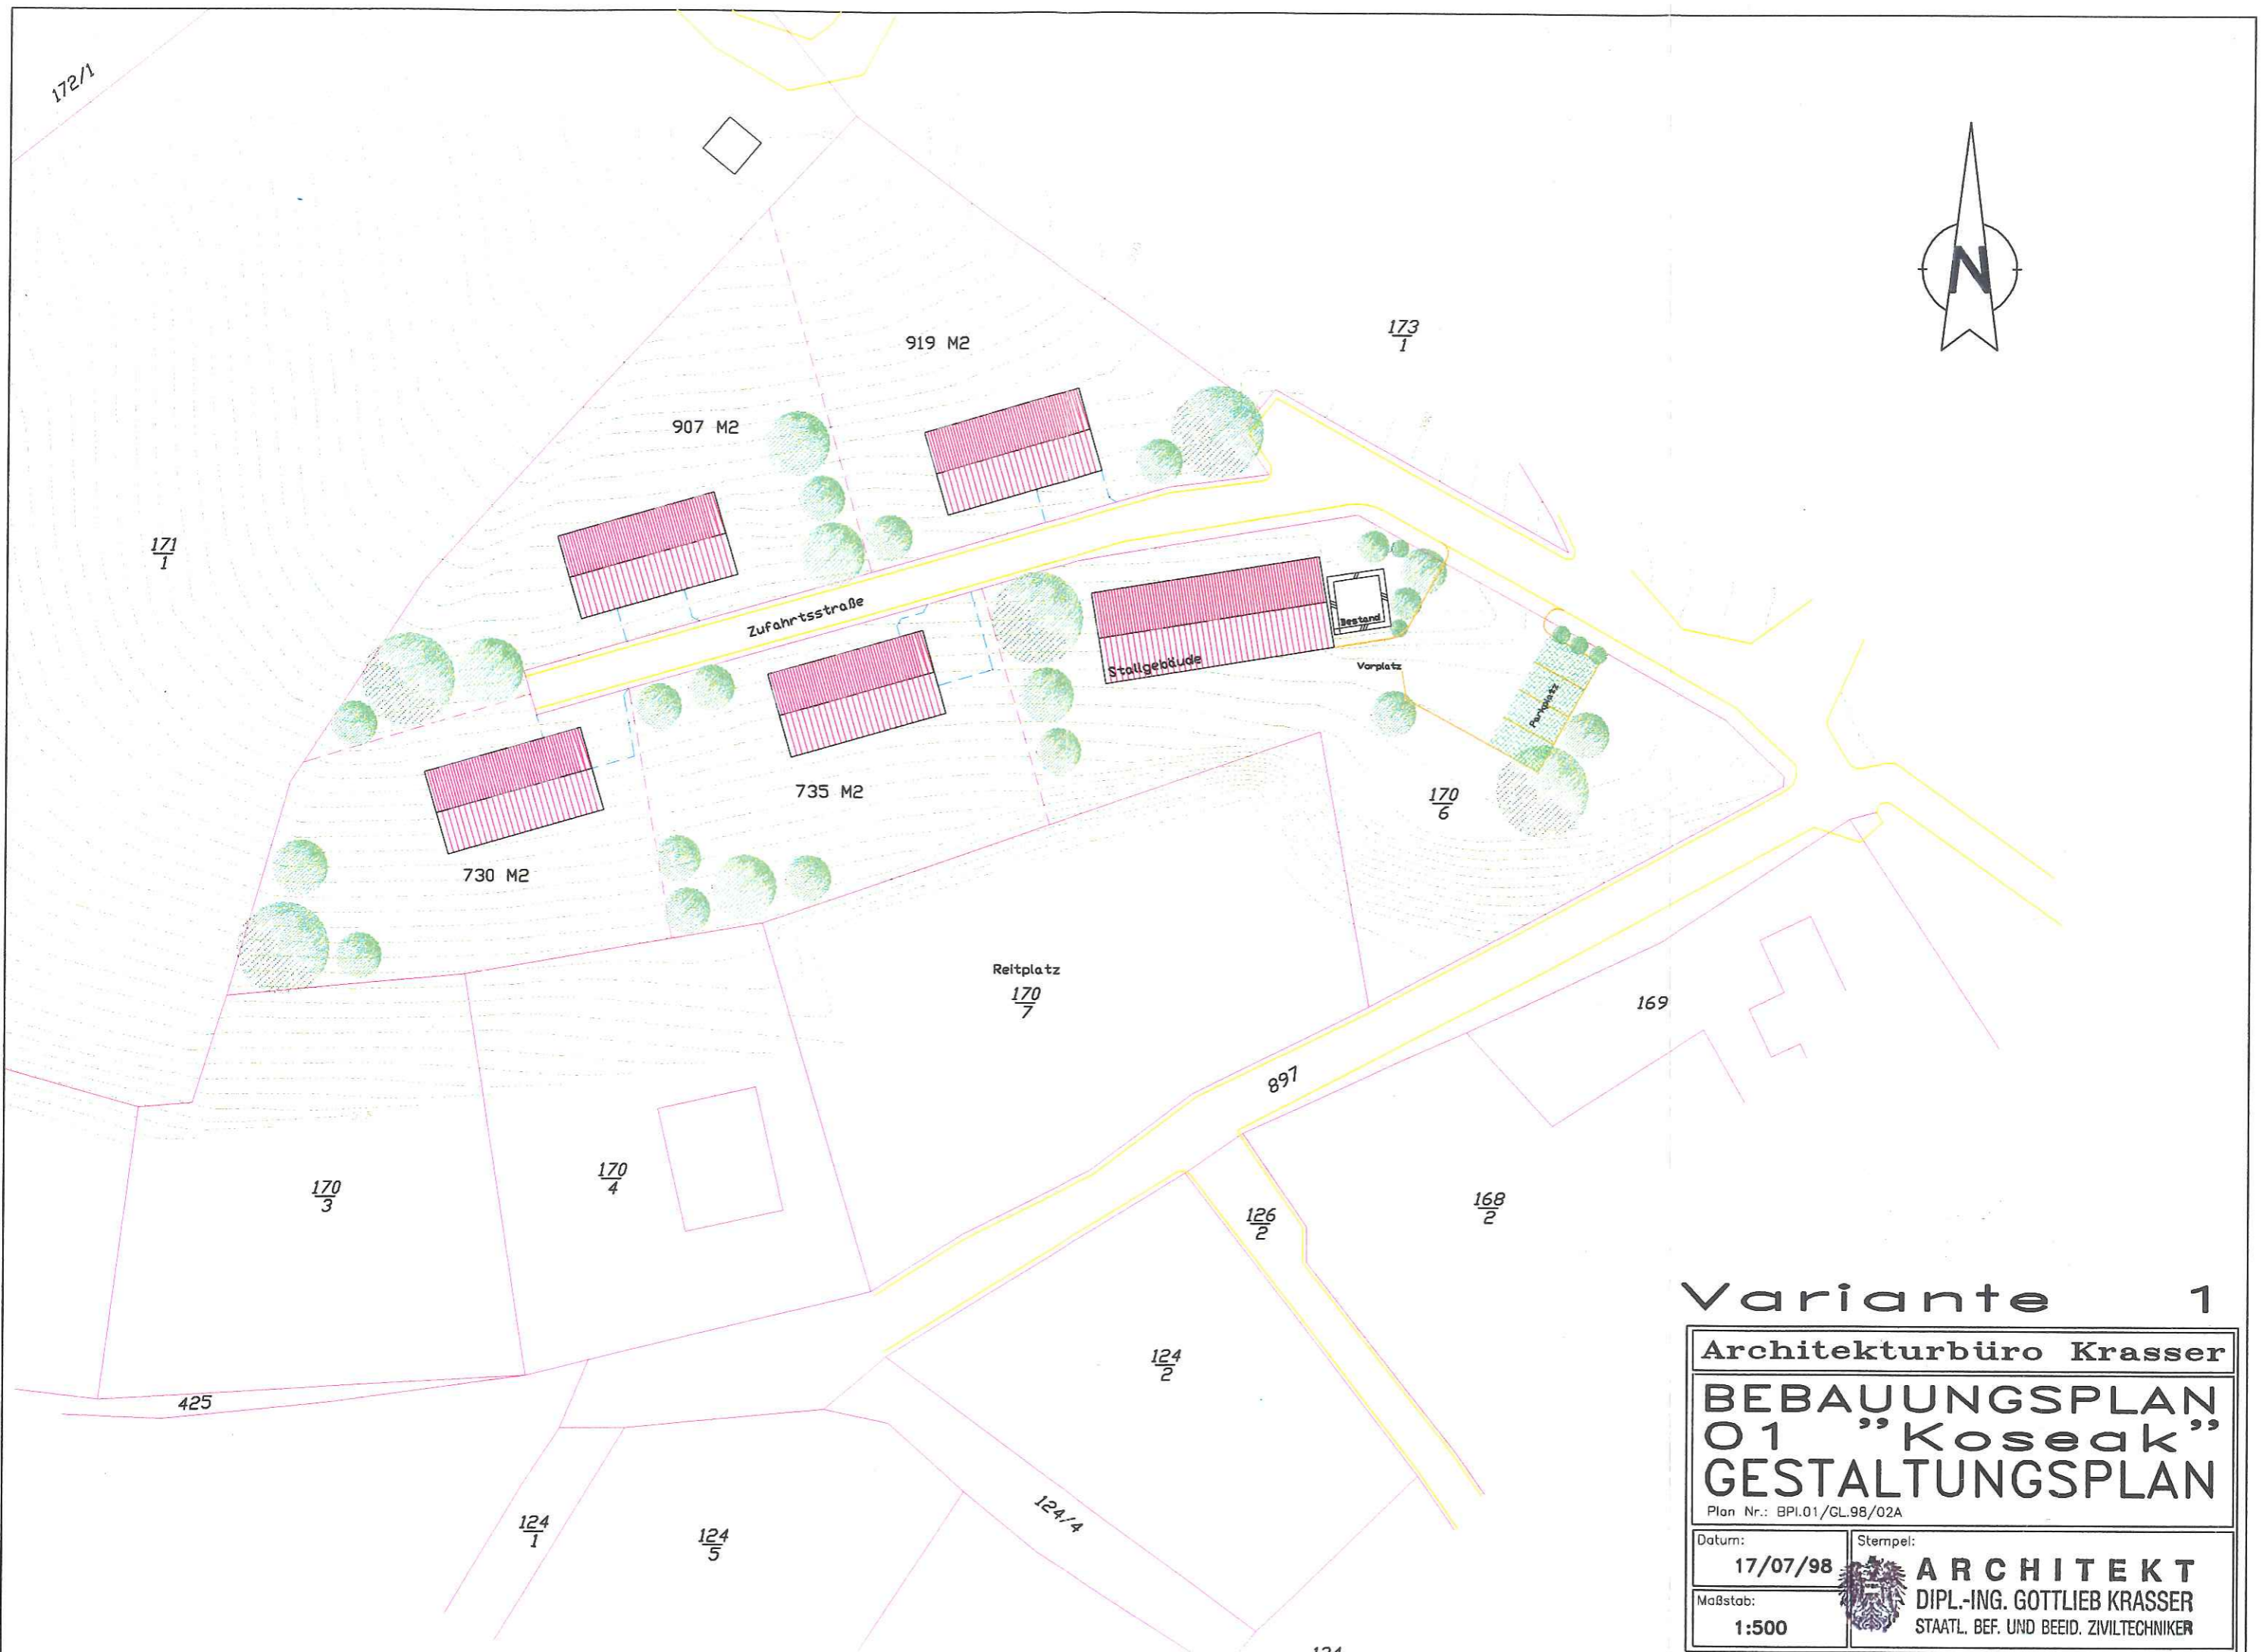 172/1
N
173
1
919 M2
907 M2
171
1
Zufahrtsstraße
Bestand
Stallgebäude
Vorplatz
Parkplatz
735 M2
170
6
730 M2
Reitplatz
170
7
169
897
170
4
170
3
126
2
168
2
124
2
425
124/4
124
1
124
5
Variante 1
Architekturbüro Krasser
BEBAUUNGSPLAN
01 "Koseak"
GESTALTUNGSPLAN
Plan Nr.: BPl.01/GL.98/02A
Datum:
17/07/98
Maßstab:
1:500
Stempel:
ARCHITEKT
DIPL.-ING. GOTTLIEB KRASSER
STAATL. BEF. UND BEEID. ZIVILTECHNIKER